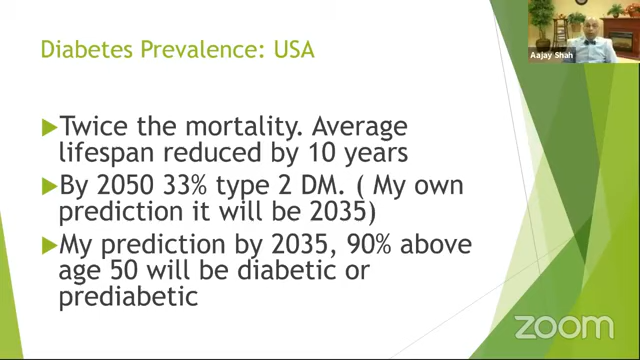 Diabetes Prevalence: USA
Aajay Shah
Twice the mortality. Average
lifespan reduced by 10 years
By 2050 33% type 2 DM. ( My own
prediction it will be 2035)
My prediction by 2035, 90% above
age 50 will be diabetic or
prediabetic
zoom